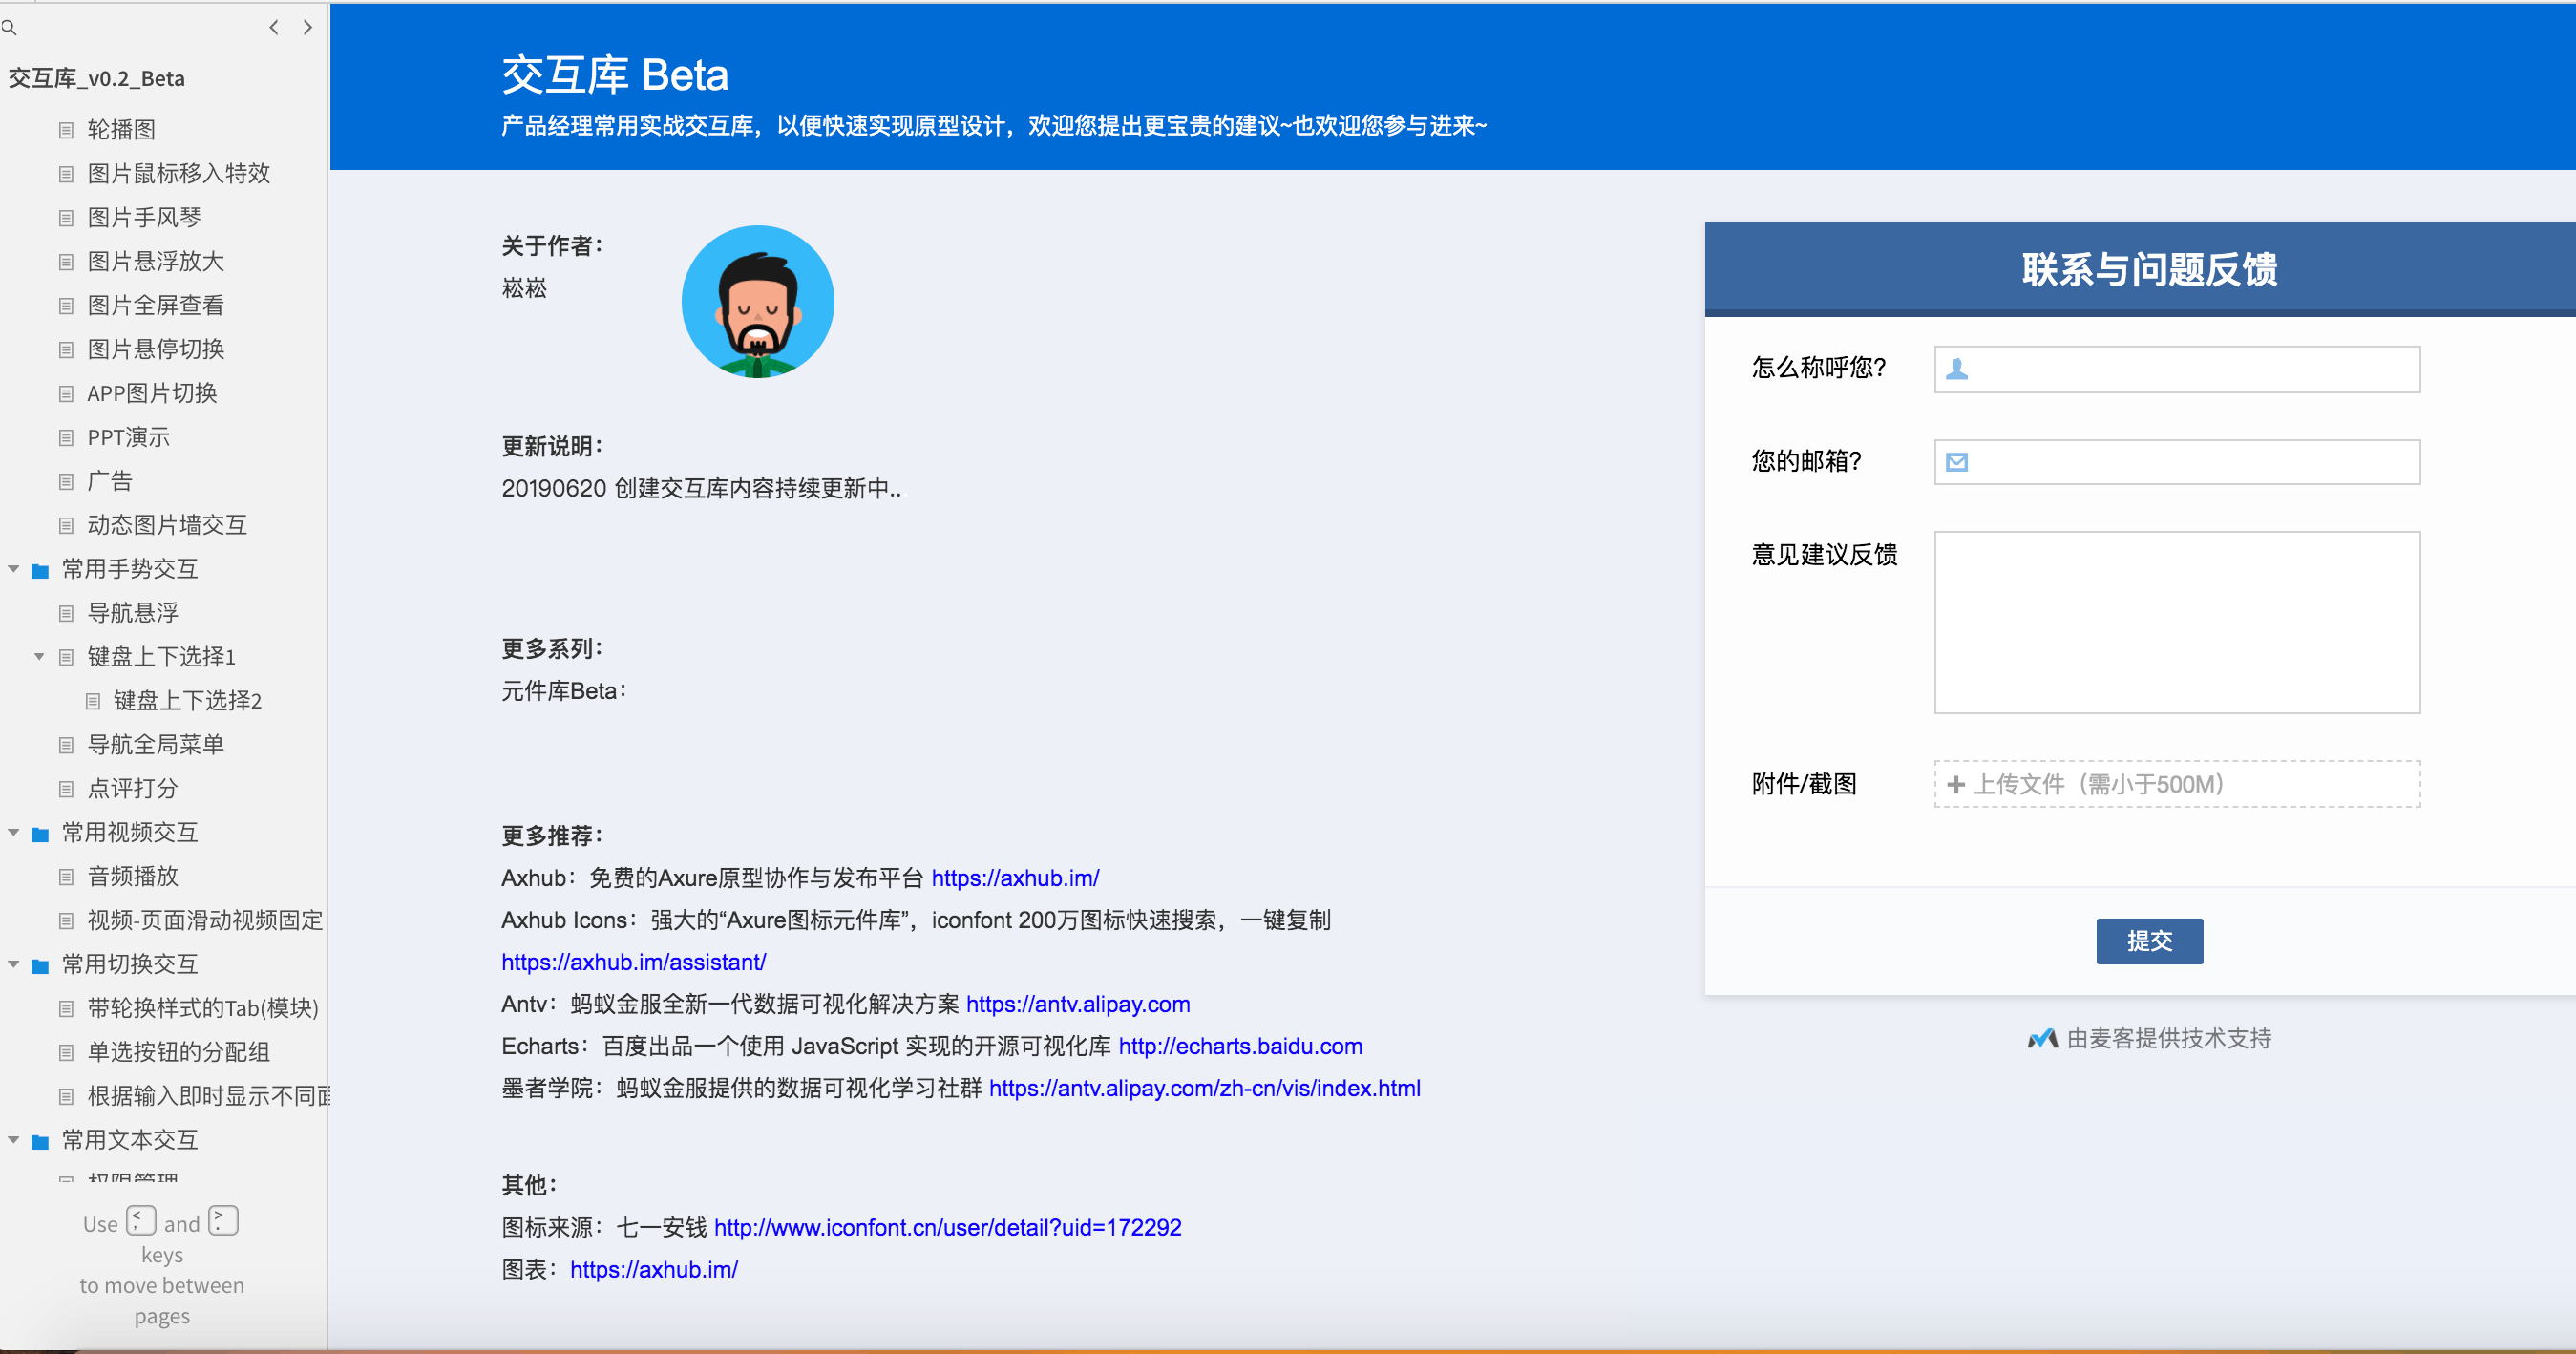 交互库_v0.2_Beta
轮播图
图片鼠标移入特效
图片手风琴
图片悬浮放大
图片全屏查看
图片悬停切换
APP图片切换
PPT演示
广告
动态图片墙交互
常用手势交互
导航悬浮
键盘上下选择1
键盘上下选择2
导航全局菜单
点评打分
常用视频交互
音频播放
视频-页面滑动视频固定
常用切换交互
带轮换样式的Tab(模块)
单选按钮的分配组
根据输入即时显示不同面
常用文本交互
权限管理
Use < , and > .
keys
to move between
pages
交互库 Beta
产品经理常用实战交互库，以便快速实现原型设计，欢迎您提出更宝贵的建议~也欢迎您参与进来~
关于作者：
崧崧
更新说明：
20190620 创建交互库内容持续更新中..
更多系列：
元件库Beta：
更多推荐：
Axhub：免费的Axure原型协作与发布平台 https://axhub.im/
Axhub Icons：强大的“Axure图标元件库”，iconfont 200万图标快速搜索，一键复制
https://axhub.im/assistant/
Antv：蚂蚁金服全新一代数据可视化解决方案 https://antv.alipay.com
Echarts：百度出品一个使用 JavaScript 实现的开源可视化库 http://echarts.baidu.com
墨者学院：蚂蚁金服提供的数据可视化学习社群 https://antv.alipay.com/zh-cn/vis/index.html
其他：
图标来源：七一安钱 http://www.iconfont.cn/user/detail?uid=172292
图表：https://axhub.im/
联系与问题反馈
怎么称呼您?
您的邮箱?
意见建议反馈
附件/截图
上传文件（需小于500M）
提交
由麦客提供技术支持